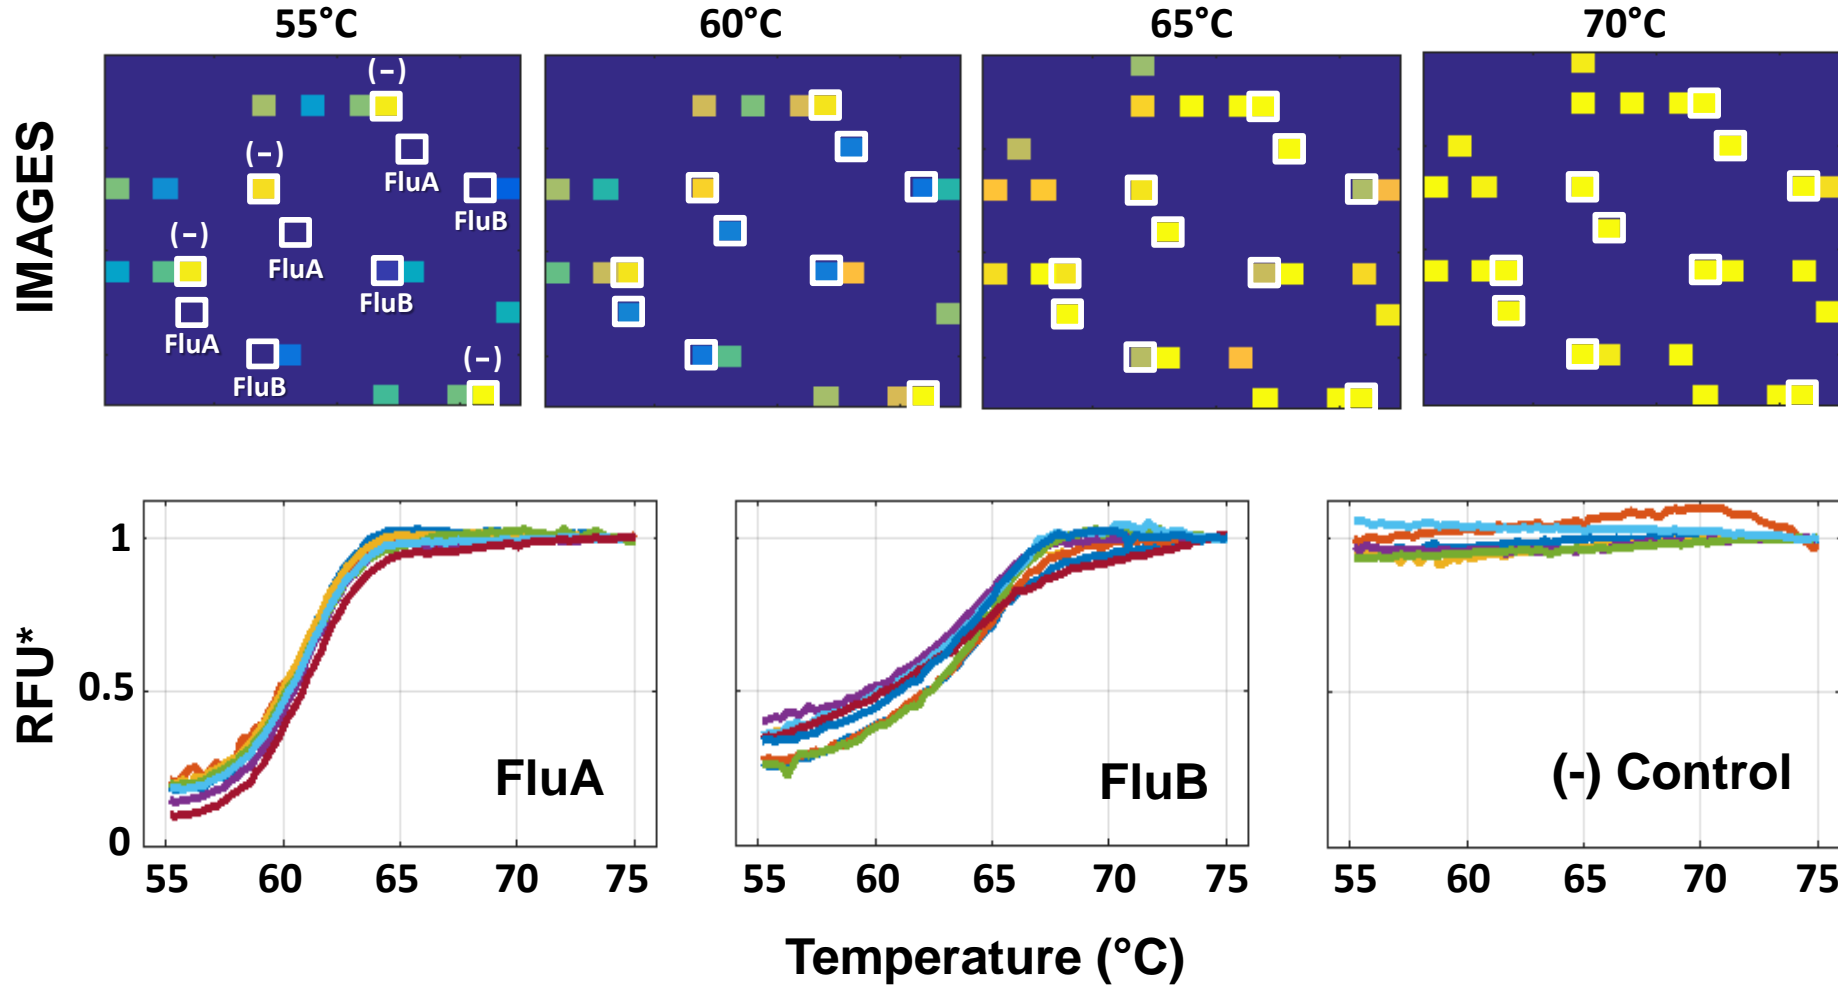 55°C 60°C 65°C 70°C
IMAGES
(−)
(−)
FluA
FluB
(−)
FluA
FluB
FluA
FluB
(−)
RFU*
1
0.5
0
FluA
FluB
(-) Control
55 60 65 70 75
55 60 65 70 75
55 60 65 70 75
Temperature (°C)